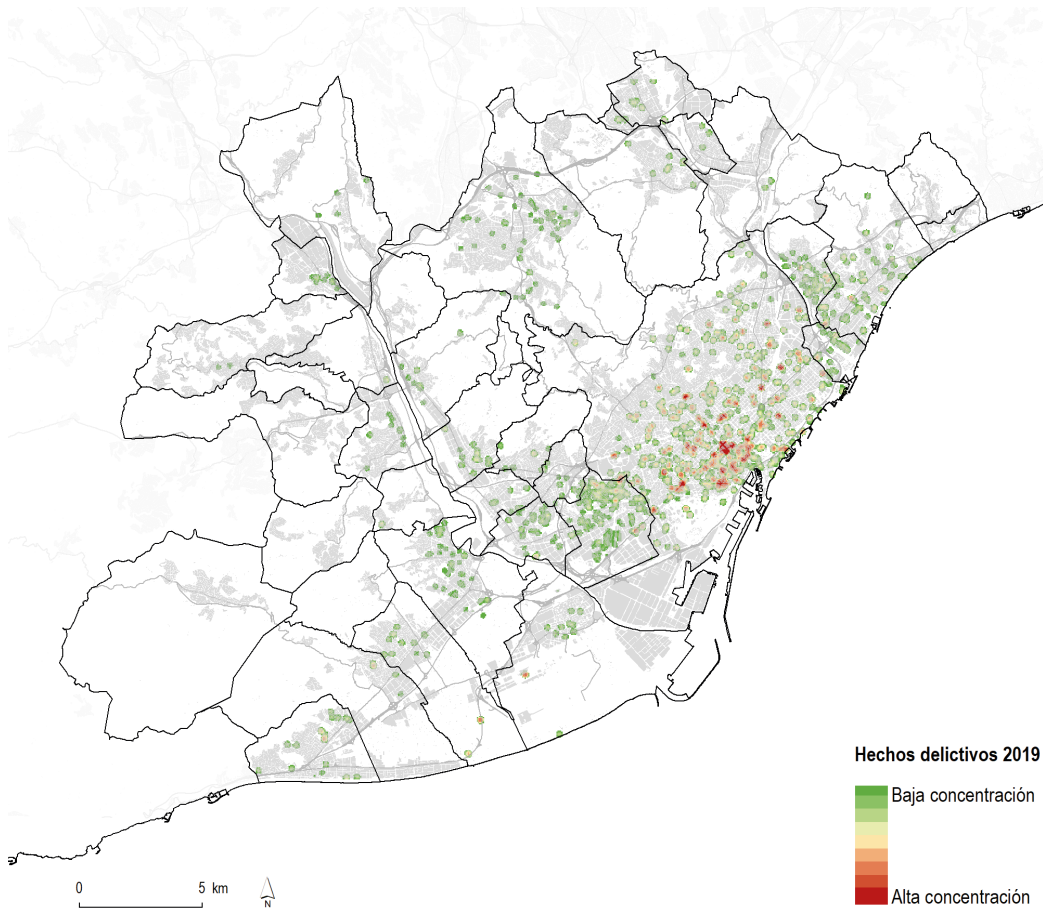 Hechos delictivos 2019
Baja concentración
Alta concentración
0 5 km
N